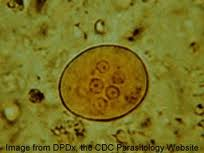 Image from DPDx, the CDC Parasitology Website